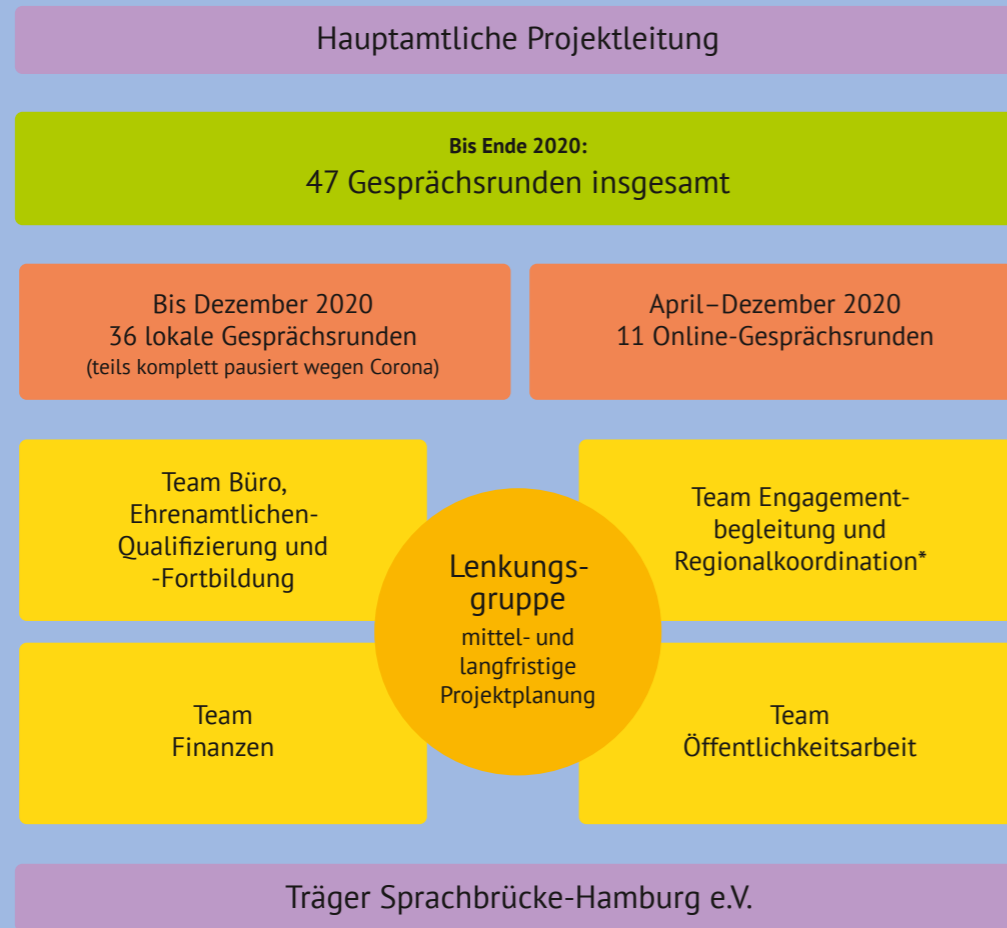 Hauptamtliche Projektleitung
Bis Ende 2020:
47 Gesprächsrunden insgesamt
Bis Dezember 2020
36 lokale Gesprächsrunden
(teils komplett pausiert wegen Corona)
April–Dezember 2020
11 Online-Gesprächsrunden
Team Büro,
Ehrenamtlichen-
Qualifizierung und
-Fortbildung
Team Engagement-
begleitung und
Regionalkoordination*
Lenkungs-
gruppe
mittel- und
langfristige
Projektplanung
Team
Finanzen
Team
Öffentlichkeitsarbeit
Träger Sprachbrücke-Hamburg e.V.